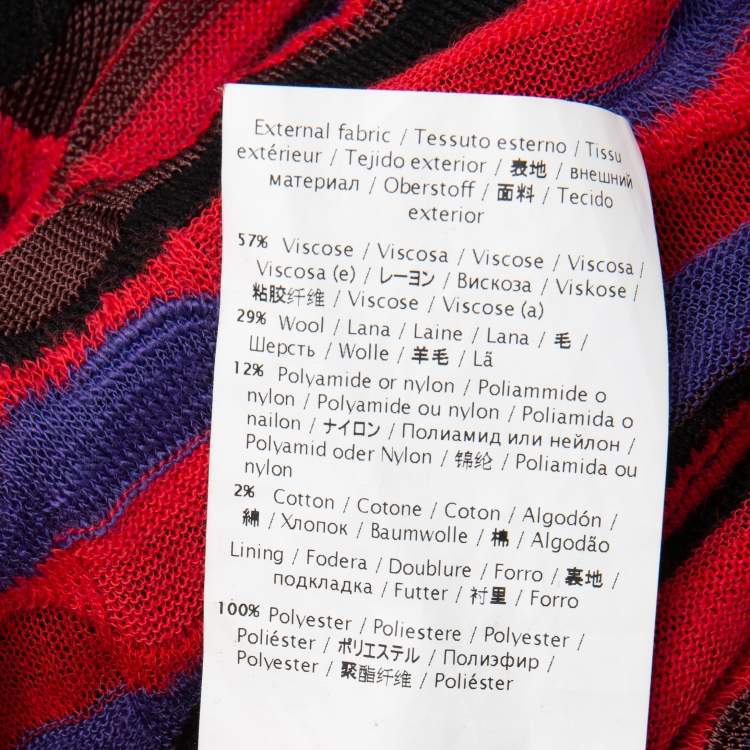 External fabric / Tessuto esterno / Tissu
extérieur / Tejido exterior / 表地 / внешний
материал / Oberstoff / 面料 / Tecido
exterior
57% Viscose / Viscosa / Viscose / Viscosa /
Viscosa (e) / レーヨン / Вискоза / Viskose /
粘胶纤维 / Viscose / Viscose (a)
29% Wool / Lana / Laine / Lana / 毛 /
Шерсть / Wolle / 羊毛 / Lã
12% Polyamide or nylon / Poliammide o
nylon / Polyamide ou nylon / Poliamida o
nailon / ナイロン / Полиамид или нейлон /
Polyamid oder Nylon / 锦纶 / Poliamida ou
nylon
2% Cotton / Cotone / Coton / Algodón /
綿 / Хлопок / Baumwolle / 棉 / Algodão
Lining / Fodera / Doublure / Forro / 裏地 /
подкладка / Futter / 衬里 / Forro
100% Polyester / Poliestere / Polyester /
Poliéster / ポリエステル / Полиэфир /
Polyester / 聚酯纤维 / Poliéster